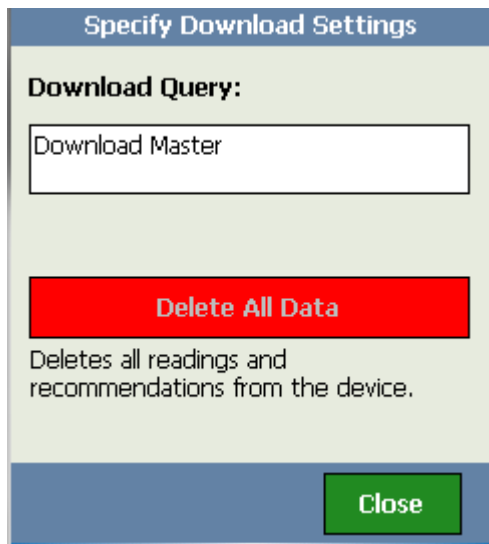 Specify Download Settings
Download Query:
Download Master
Delete All Data
Deletes all readings and
recommendations from the device.
Close